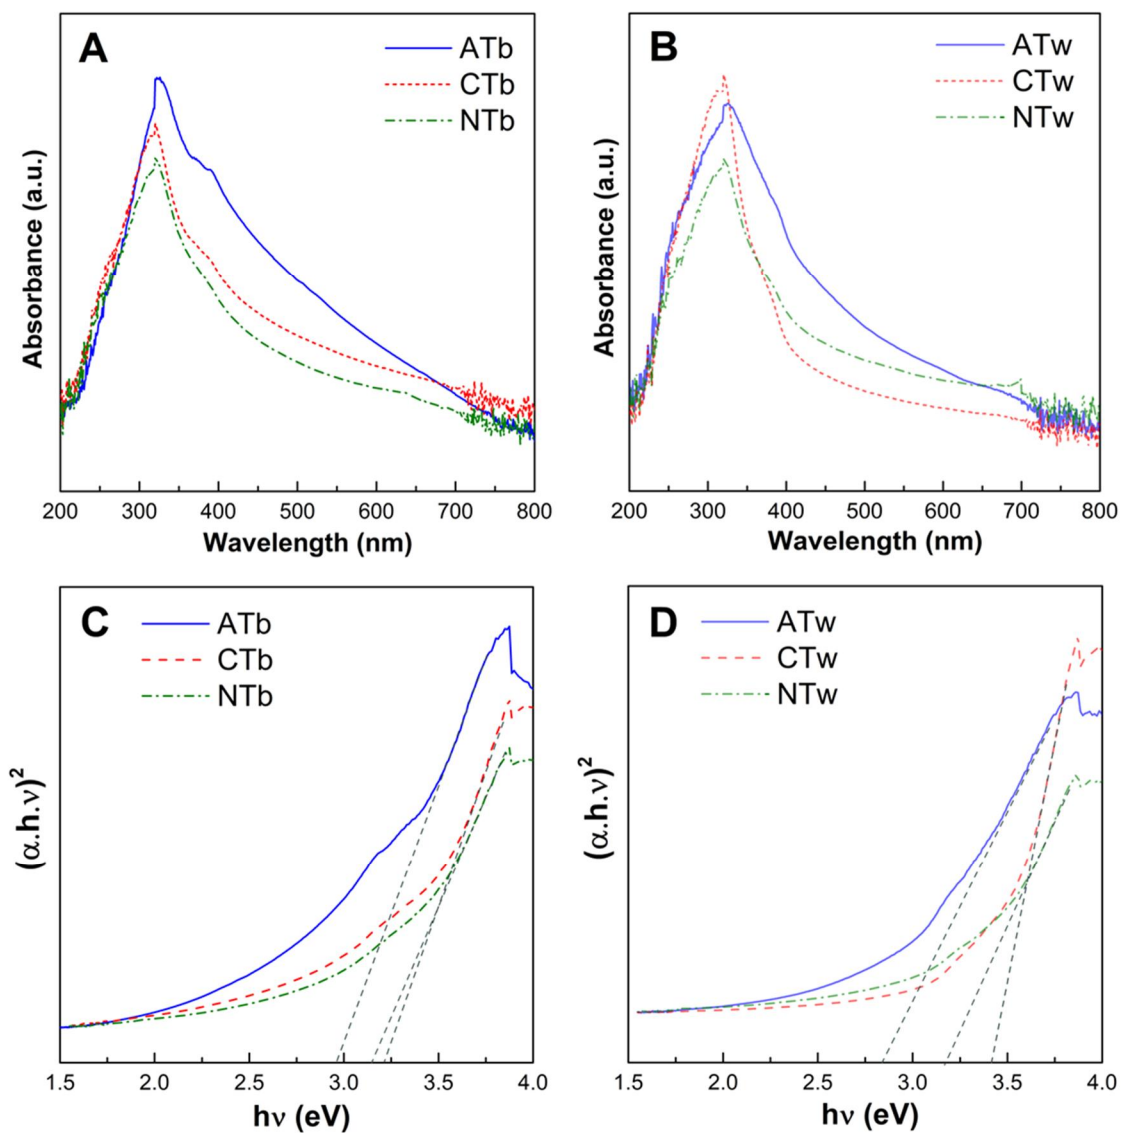 A
ATb
CTb
NTb
Absorbance (a.u.)
200 300 400 500 600 700 800
Wavelength (nm)
B
ATw
CTw
NTw
Absorbance (a.u.)
200 300 400 500 600 700 800
Wavelength (nm)
C
ATb
CTb
NTb
(α.h.ν)²
1.5 2.0 2.5 3.0 3.5 4.0
hν (eV)
D
ATw
CTw
NTw
(α.h.ν)²
1.5 2.0 2.5 3.0 3.5 4.0
hν (eV)